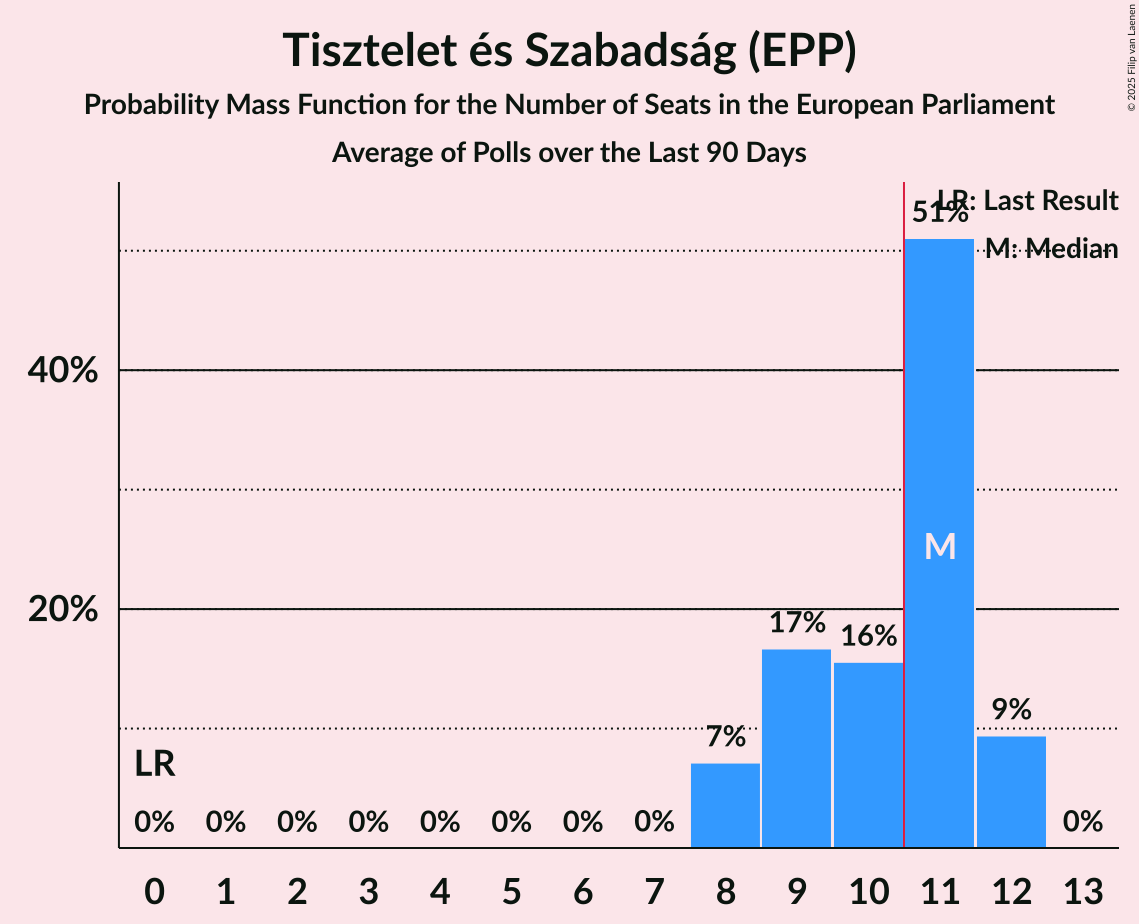 Tisztelet és Szabadság (EPP)
Probability Mass Function for the Number of Seats in the European Parliament
Average of Polls over the Last 90 Days
© 2025 Filip van Laenen
LR: Last Result
M: Median
51%
40%
M
20%
17%
16%
9%
7%
LR
0% 0% 0% 0% 0% 0% 0% 0% 0%
0 1 2 3 4 5 6 7 8 9 10 11 12 13